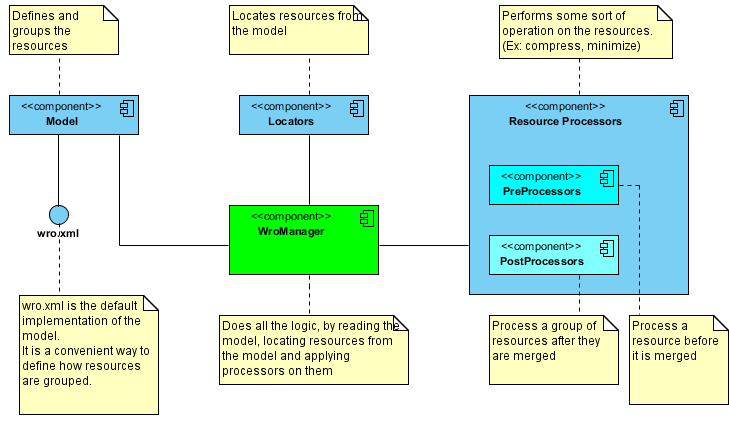 Defines and
groups the
resources
Locates resources from
the model
Performs some sort of
operation on the resources.
(Ex: compress, minimize)
<<component>>
Model
<<component>>
Locators
<<component>>
Resource Processors
<<component>>
PreProcessors
<<component>>
WroManager
wro.xml
<<component>>
PostProcessors
wro.xml is the default
implementation of the
model.
It is a convenient way to
define how resources
are grouped.
Does all the logic, by reading the
model, locating resources from
the model and applying
processors on them
Process a group of
resources after they
are merged
Process a
resource before
it is merged